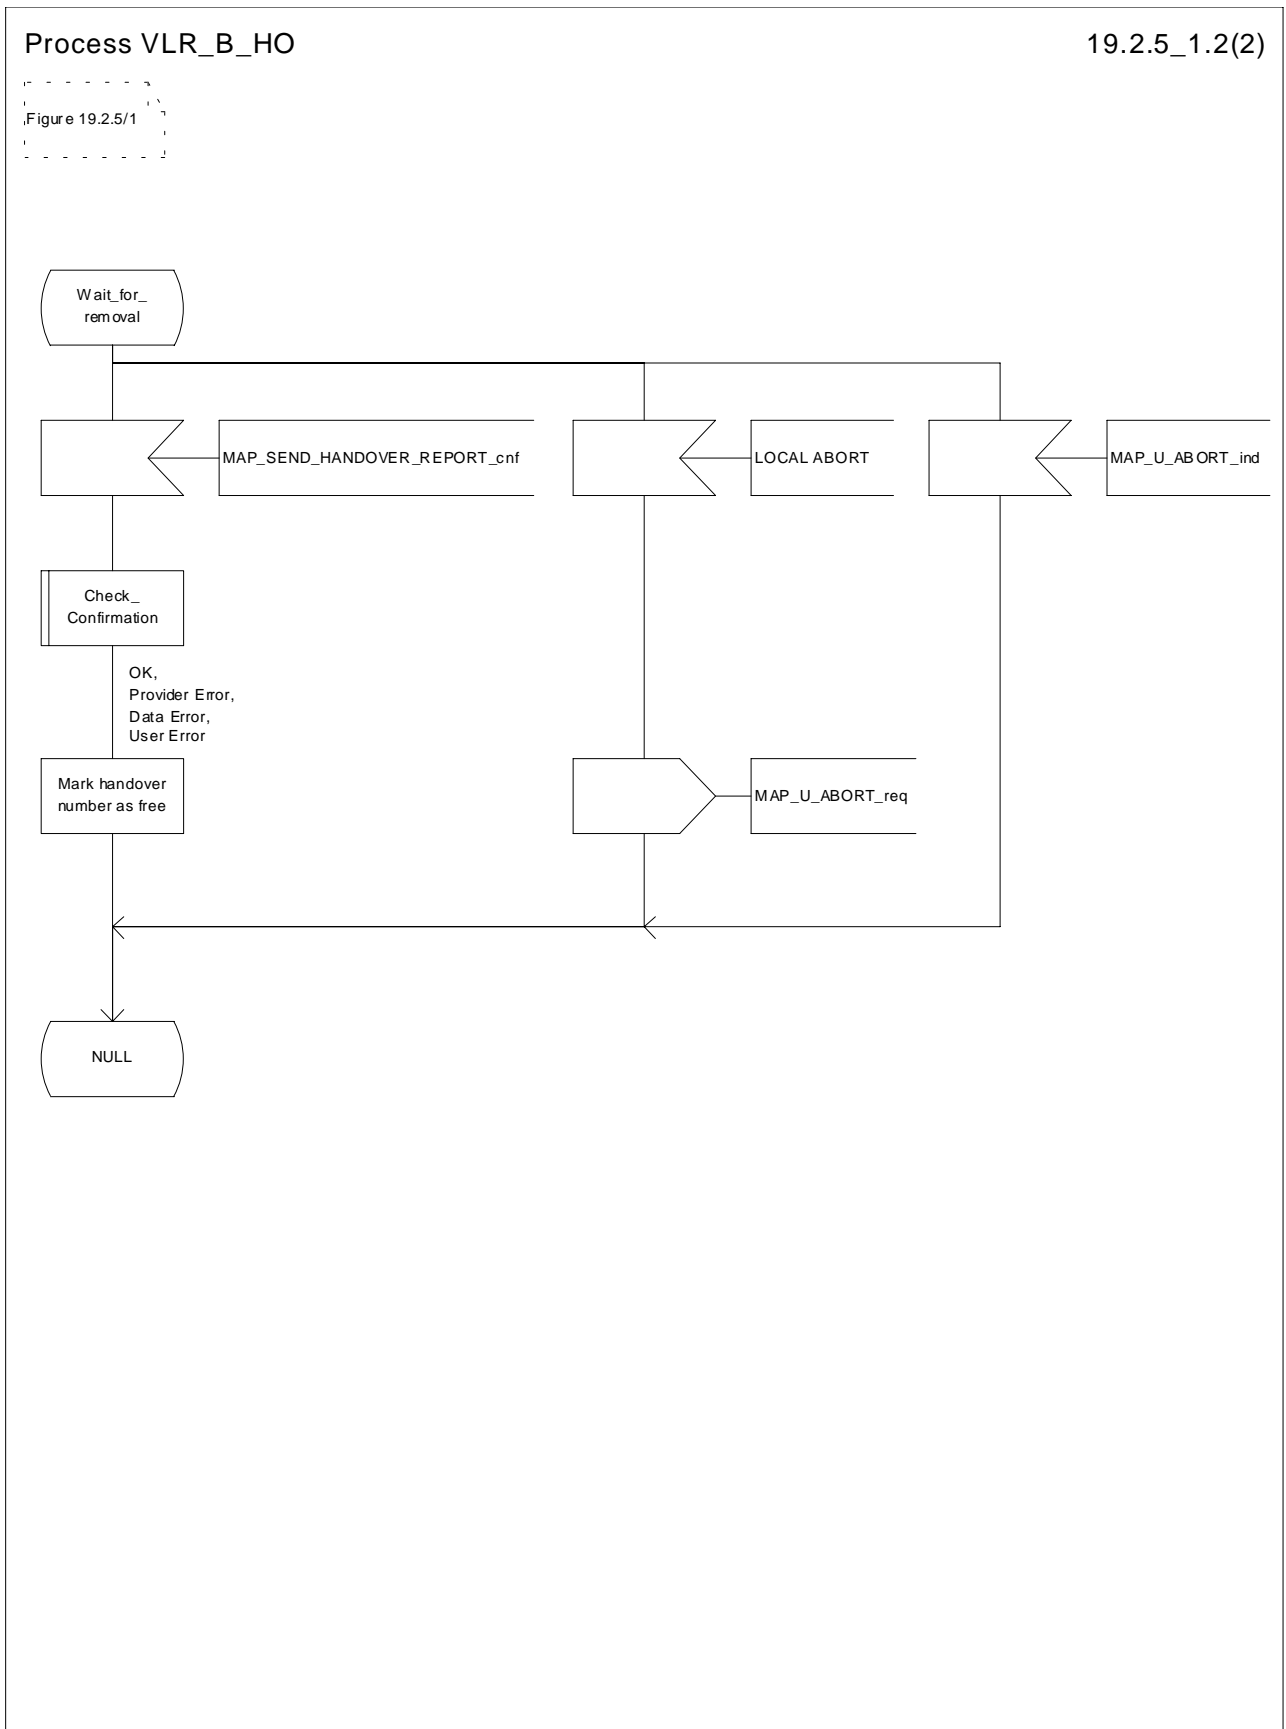 Process VLR_B_HO
19.2.5_1.2(2)
Figure 19.2.5/1
Wait_for_
removal
MAP_SEND_HANDOVER_REPORT_cnf
LOCAL ABORT
MAP_U_ABORT_ind
Check_
Confirmation
OK,
Provider Error,
Data Error,
User Error
Mark handover
number as free
MAP_U_ABORT_req
NULL